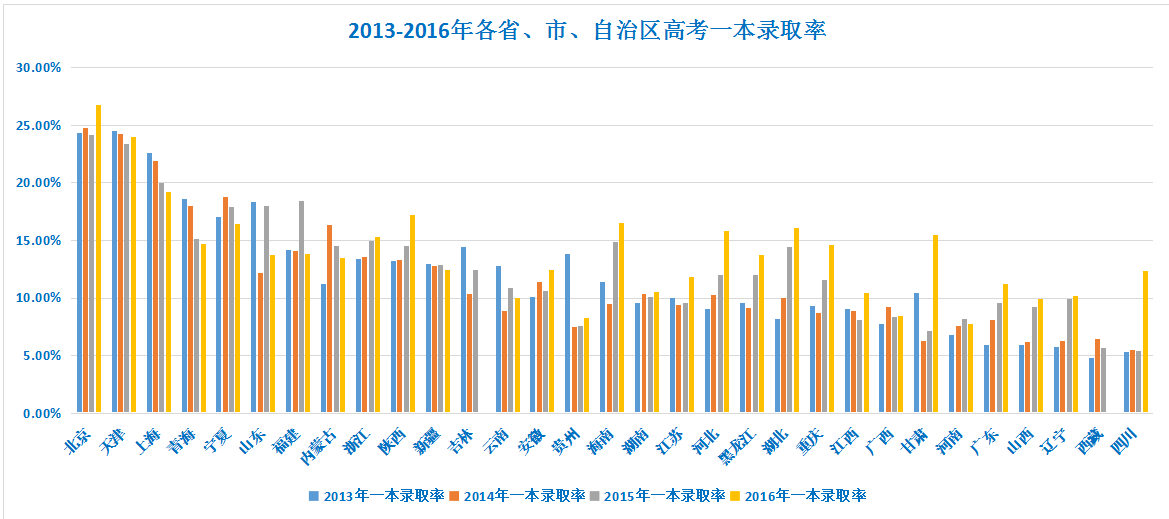 2013-2016年各省、市、自治区高考一本录取率
30.00%
25.00%
20.00%
15.00%
10.00%
5.00%
0.00%
北京 天津 上海 青海 宁夏 山东 福建 内蒙古 浙江 陕西 新疆 吉林 云南 安徽 贵州 海南 湖南 江苏 河北 黑龙江 湖北 重庆 江西 广西 甘肃 河南 广东 山西 辽宁 西藏 四川
2013年一本录取率 2014年一本录取率 2015年一本录取率 2016年一本录取率